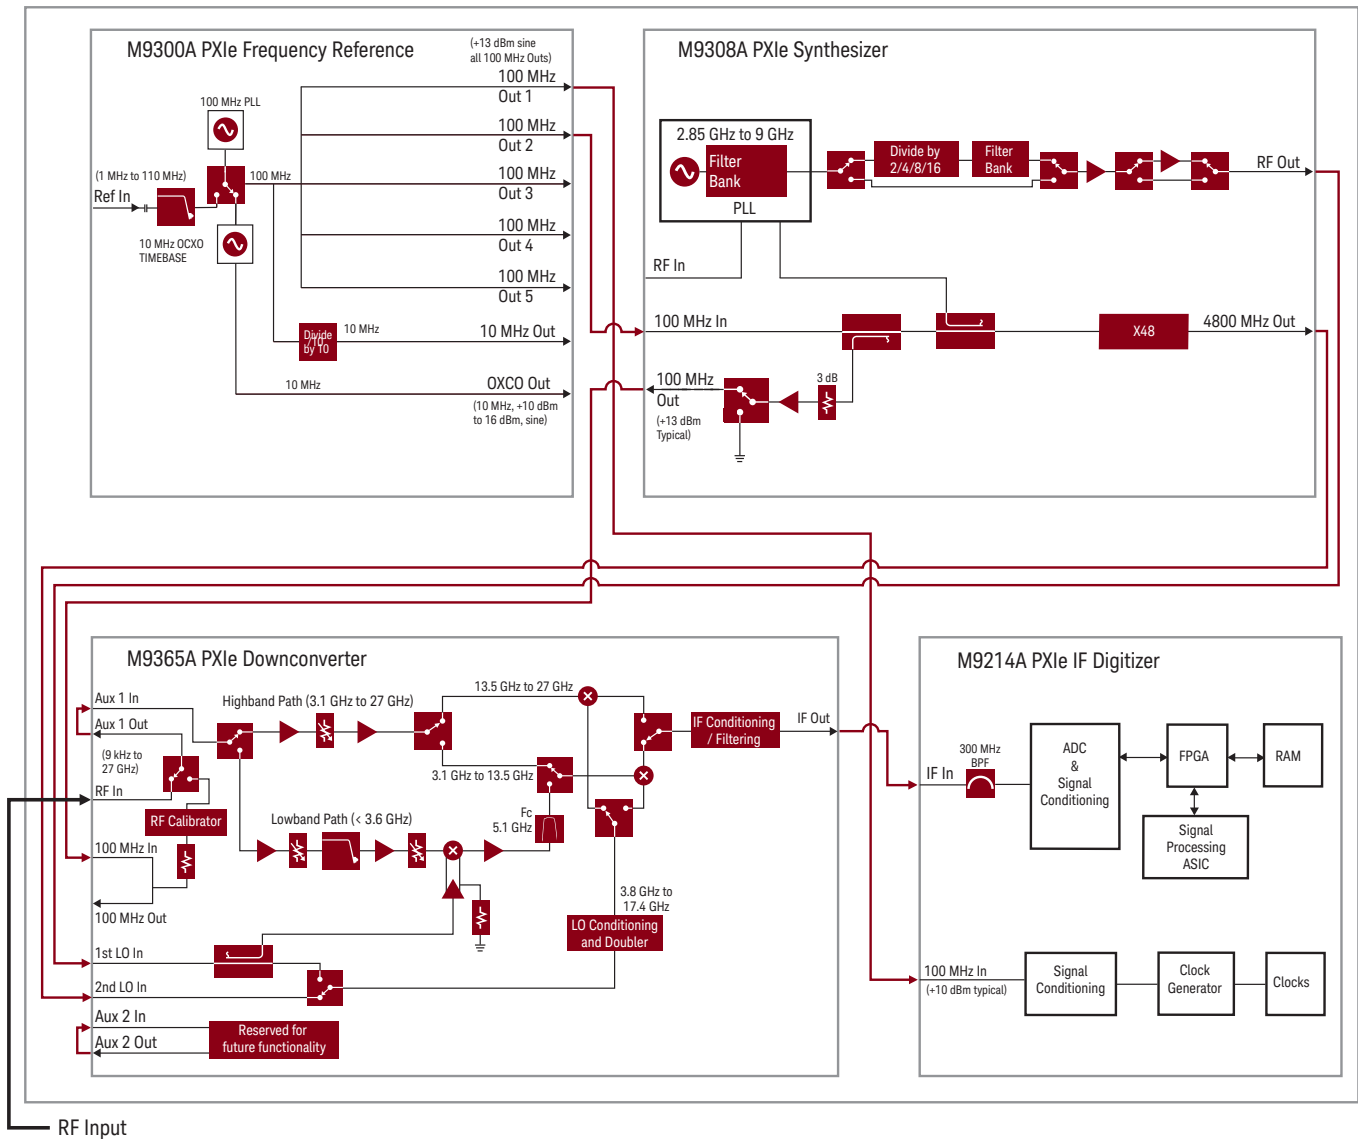 M9300A PXIe Frequency Reference
(+13 dBm sine
all 100 MHz Outs)
100 MHz
Out 1
100 MHz PLL
100 MHz
Out 2
(1 MHz to 110 MHz)
Ref In
100 MHz
100 MHz
Out 3
10 MHz OCXO
TIMEBASE
100 MHz
Out 4
100 MHz
Out 5
Divide
/10
by 10
10 MHz
10 MHz Out
10 MHz
OXCO Out
(10 MHz, +10 dBm
to 16 dBm, sine)
M9308A PXIe Synthesizer
2.85 GHz to 9 GHz
Filter
Bank
PLL
Divide by
2/4/8/16
Filter
Bank
RF Out
RF In
100 MHz In
X48
4800 MHz Out
100 MHz
Out
(+13 dBm
Typical)
3 dB
M9365A PXIe Downconverter
Aux 1 In
Aux 1 Out
(9 kHz to
27 GHz)
RF In
Highband Path (3.1 GHz to 27 GHz)
13.5 GHz to 27 GHz
IF Conditioning
/ Filtering
IF Out
3.1 GHz to 13.5 GHz
RF Calibrator
Lowband Path (< 3.6 GHz)
Fc
5.1 GHz
100 MHz In
100 MHz Out
3.8 GHz to
17.4 GHz
LO Conditioning
and Doubler
1st LO In
2nd LO In
Aux 2 In
Aux 2 Out
Reserved for
future functionality
M9214A PXIe IF Digitizer
IF In
300 MHz
BPF
ADC
&
Signal
Conditioning
FPGA
RAM
Signal
Processing
ASIC
100 MHz In
(+10 dBm typical)
Signal
Conditioning
Clock
Generator
Clocks
RF Input